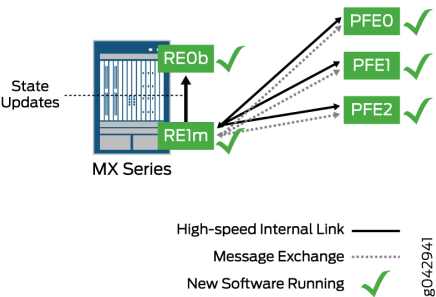 PFE0
RE0b
PFE1
State
Updates
PFE2
RE1m
MX Series
High-speed Internal Link
Message Exchange
New Software Running
g042941